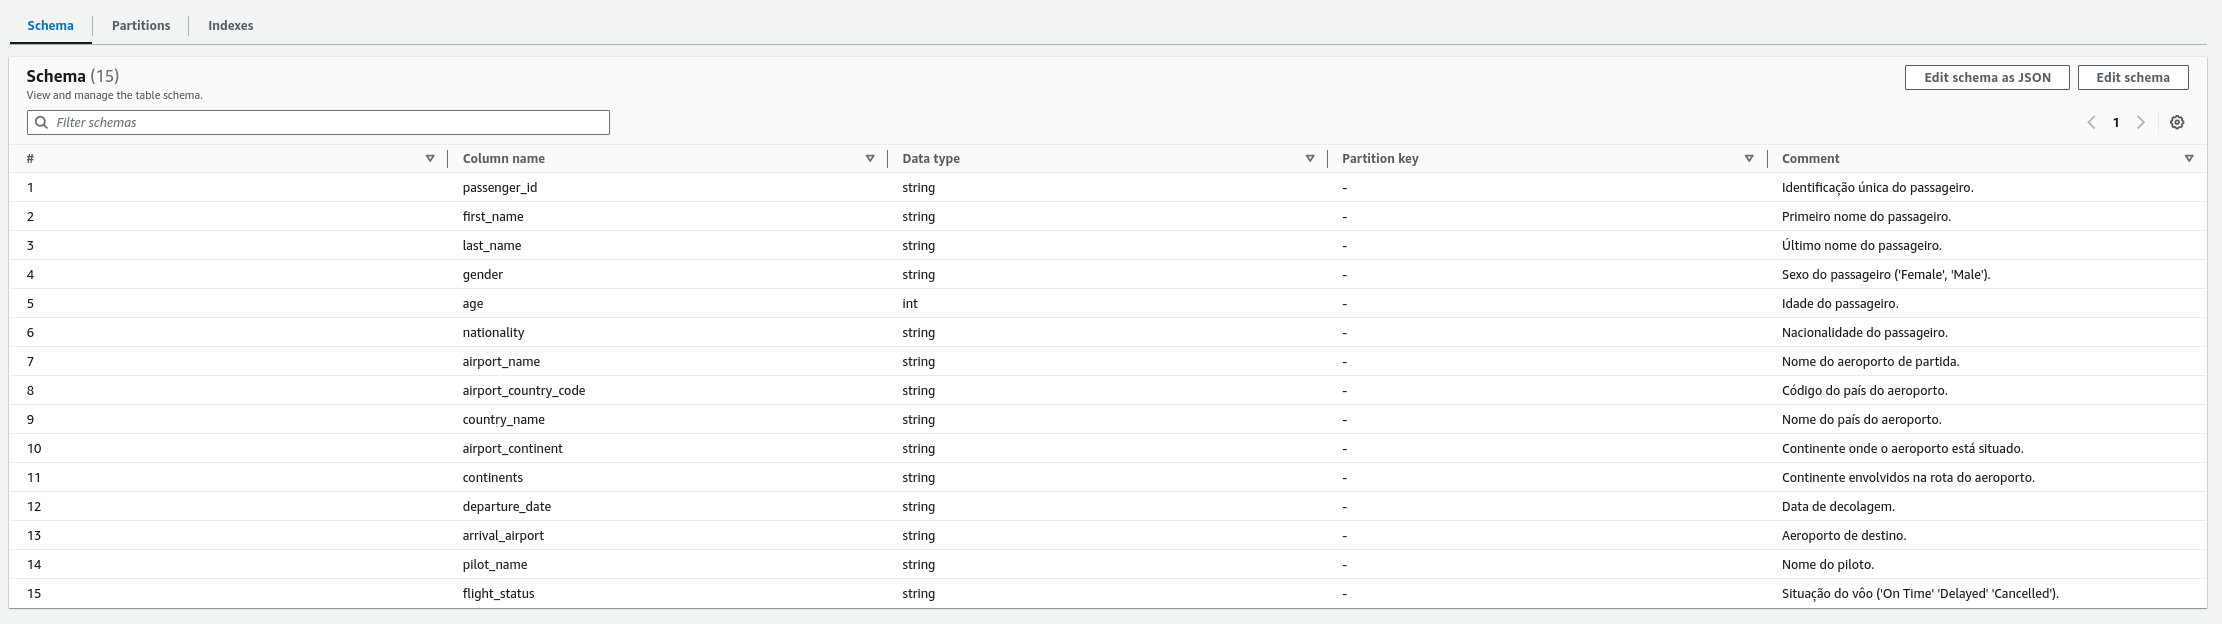 Schema Partitions Indexes
Schema (15) Edit schema as JSON Edit schema
View and manage the table schema.
Filter schemas 1
# Column name Data type Partition key Comment
1 passenger_id string - Identificação única do passageiro.
2 first_name string - Primeiro nome do passageiro.
3 last_name string - Último nome do passageiro.
4 gender string - Sexo do passageiro ('Female', 'Male').
5 age int - Idade do passageiro.
6 nationality string - Nacionalidade do passageiro.
7 airport_name string - Nome do aeroporto de partida.
8 airport_country_code string - Código do país do aeroporto.
9 country_name string - Nome do país do aeroporto.
10 airport_continent string - Continente onde o aeroporto está situado.
11 continents string - Continente envolvidos na rota do aeroporto.
12 departure_date string - Data de decolagem.
13 arrival_airport string - Aeroporto de destino.
14 pilot_name string - Nome do piloto.
15 flight_status string - Situação do vôo ('On Time' 'Delayed' 'Cancelled').